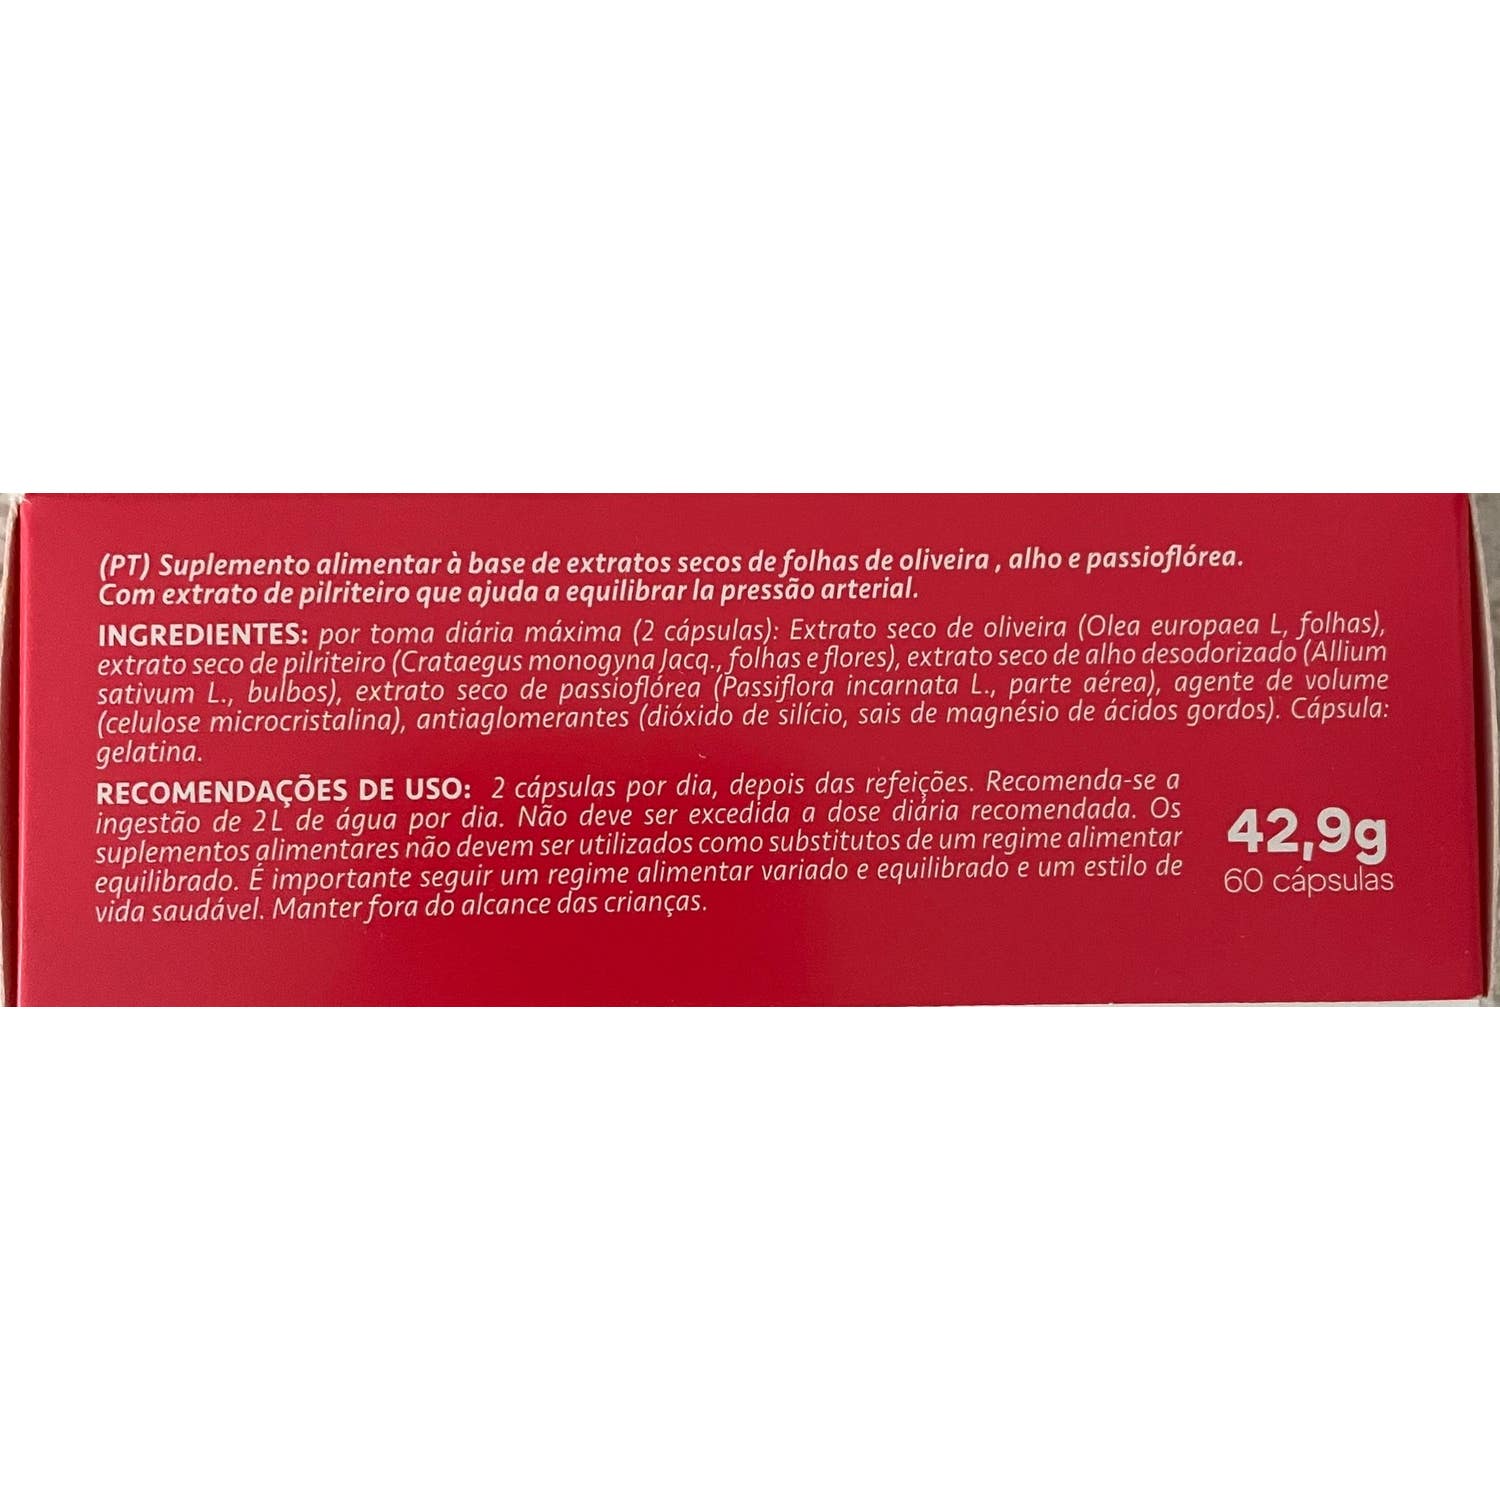 (PT) Suplemento alimentar à base de extratos secos de folhas de oliveira , alho e passioflórea.
Com extrato de pilriteiro que ajuda a equilibrar la pressão arterial.
INGREDIENTES: por toma diária máxima (2 cápsulas): Extrato seco de oliveira (Olea europaea L, folhas),
extrato seco de pilriteiro (Crataegus monogyna Jacq., folhas e flores), extrato seco de alho desodorizado (Allium
sativum L., bulbos), extrato seco de passioflórea (Passiflora incarnata L., parte aérea), agente de volume
(celulose microcristalina), antiaglomerantes (dióxido de silício, sais de magnésio de ácidos gordos). Cápsula:
gelatina.
RECOMENDAÇÕES DE USO: 2 cápsulas por dia, depois das refeições. Recomenda-se a
ingestão de 2L de água por dia. Não deve ser excedida a dose diária recomendada. Os
suplementos alimentares não devem ser utilizados como substitutos de um regime alimentar
equilibrado. É importante seguir um regime alimentar variado e equilibrado e um estilo de
vida saudável. Manter fora do alcance das crianças.
42,9g
60 cápsulas